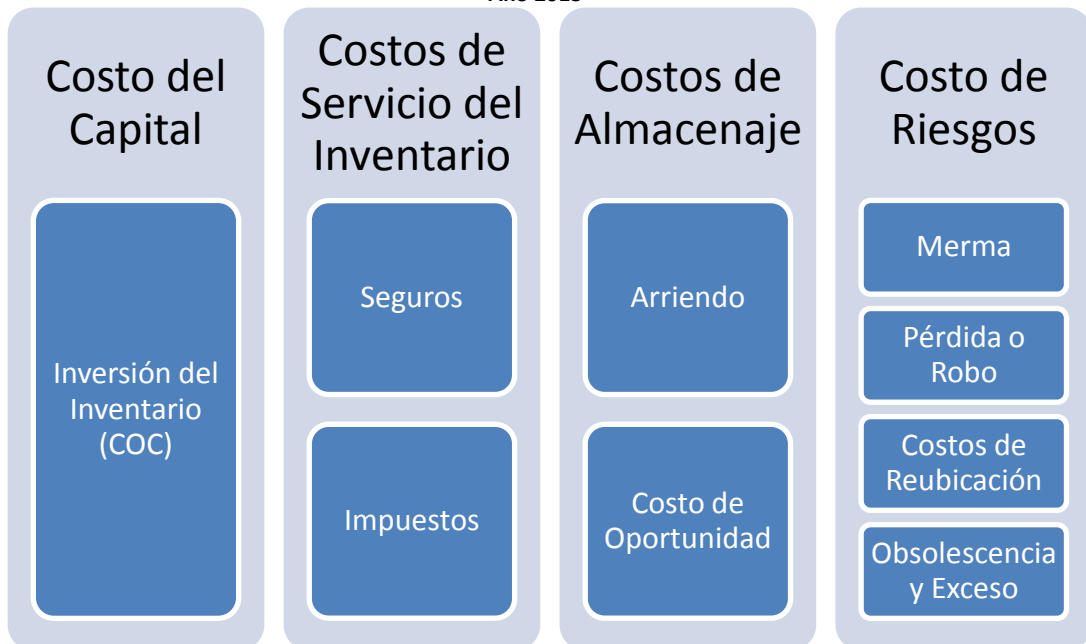 Costo del
Capital
Inversión del
Inventario
(COC)
Costos de
Servicio del
Inventario
Seguros
Impuestos
Costos de
Almacenaje
Arriendo
Costo de
Oportunidad
Costo de
Riesgos
Merma
Pérdida o
Robo
Costos de
Reubicación
Obsolescencia
y Exceso